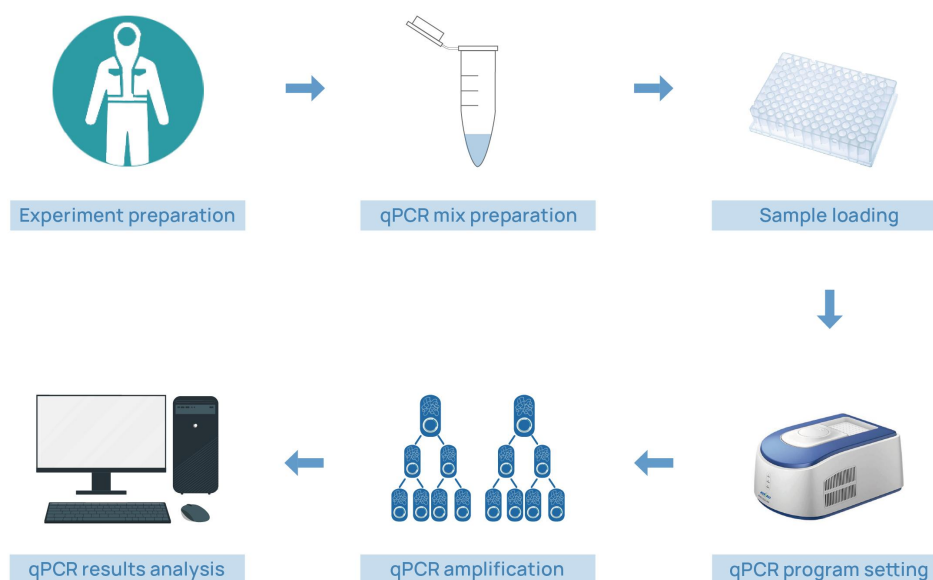 Experiment preparation
qPCR mix preparation
Sample loading
qPCR results analysis
qPCR amplification
qPCR program setting